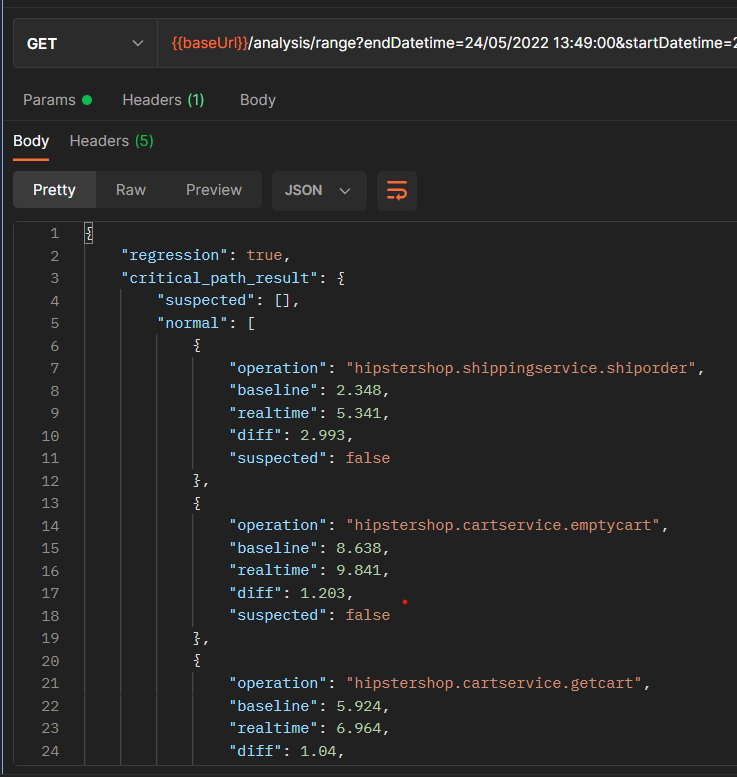 GET {{baseUrl}}/analysis/range?endDatetime=24/05/2022 13:49:00&startDatetime=2
Params Headers (1) Body
Body Headers (5)
Pretty Raw Preview JSON
1 {
2 "regression": true,
3 "critical_path_result": {
4 "suspected": [],
5 "normal": [
6 {
7 "operation": "hipstershop.shippingservice.shiporder",
8 "baseline": 2.348,
9 "realtime": 5.341,
10 "diff": 2.993,
11 "suspected": false
12 },
13 {
14 "operation": "hipstershop.cartservice.emptycart",
15 "baseline": 8.638,
16 "realtime": 9.841,
17 "diff": 1.203,
18 "suspected": false
19 },
20 {
21 "operation": "hipstershop.cartservice.getcart",
22 "baseline": 5.924,
23 "realtime": 6.964,
24 "diff": 1.04,